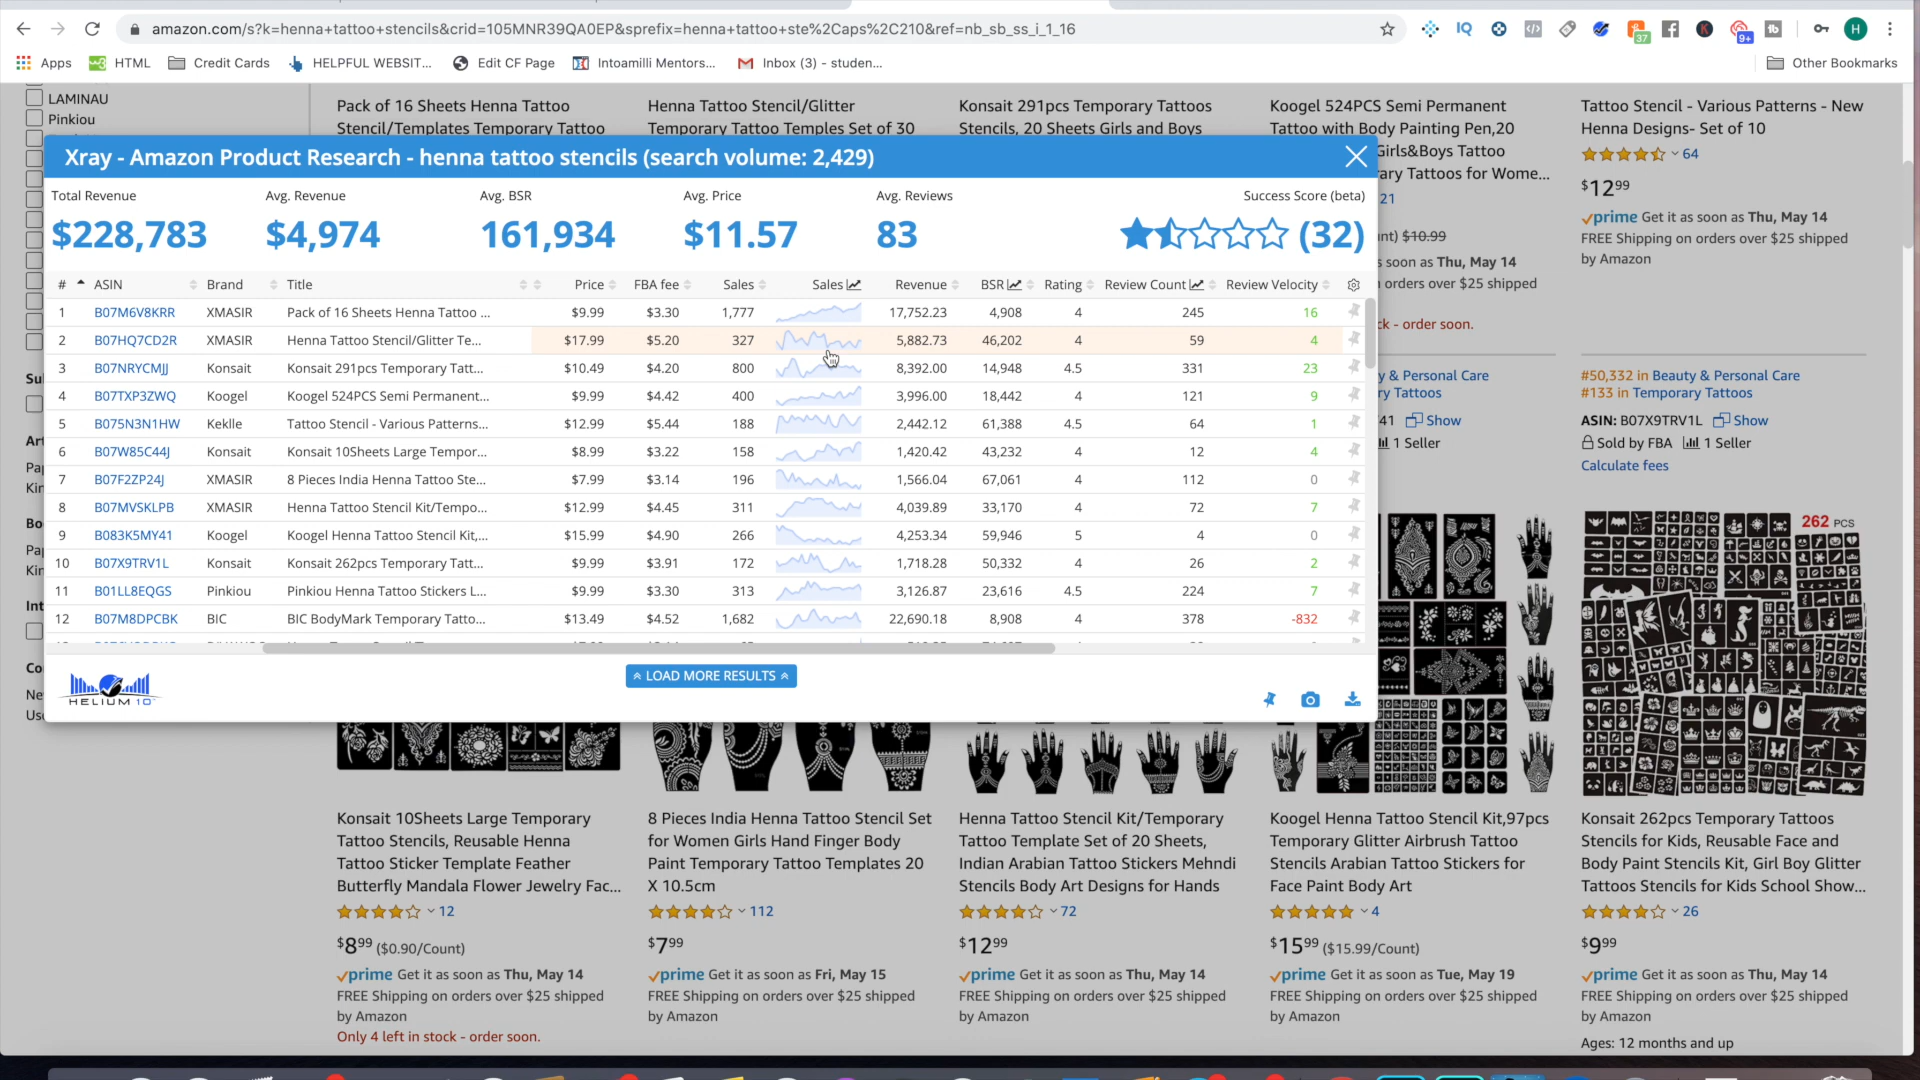 amazon.com/s?k=henna+tattoo+stencils&crid=105MNR39QA0EP&sprefix=henna+tattoo+ste%2Caps%2C210&ref=nb_sb_ss_i_1_16
IQ
37
9+
H
Apps
HTML
Credit Cards
HELPFUL WEBSIT...
Edit CF Page
Intoamilli Mentors...
Inbox (3) - studen...
Other Bookmarks
LAMINAU
Pinkiou
Pack of 16 Sheets Henna Tattoo
Stencil/Templates Temporary Tattoo
Henna Tattoo Stencil/Glitter
Temporary Tattoo Temples Set of 30
Konsait 291pcs Temporary Tattoos
Stencils, 20 Sheets Girls and Boys
Koogel 524PCS Semi Permanent
Tattoo with Body Painting Pen,20
Girls&Boys Tattoo
rary Tattoos for Wome...
21
$10.99
as soon as Thu, May 14
orders over $25 shipped
ck - order soon.
Tattoo Stencil - Various Patterns - New
Henna Designs- Set of 10
64
$12 99
prime Get it as soon as Thu, May 14
FREE Shipping on orders over $25 shipped
by Amazon
Xray - Amazon Product Research - henna tattoo stencils (search volume: 2,429)
Total Revenue Avg. Revenue Avg. BSR Avg. Price Avg. Reviews Success Score (beta)
$228,783 $4,974 161,934 $11.57 83 (32)
# ASIN Brand Title Price FBA fee Sales Sales Revenue BSR Rating Review Count Review Velocity
1 B07M6V8KRR XMASIR Pack of 16 Sheets Henna Tattoo ... $9.99 $3.30 1,777 17,752.23 4,908 4 245 16
2 B07HQ7CD2R XMASIR Henna Tattoo Stencil/Glitter Te... $17.99 $5.20 327 5,882.73 46,202 4 59 4
3 B07NRYCMJJ Konsait Konsait 291pcs Temporary Tatt... $10.49 $4.20 800 8,392.00 14,948 4.5 331 23
4 B07TXP3ZWQ Koogel Koogel 524PCS Semi Permanent... $9.99 $4.42 400 3,996.00 18,442 4 121 9
5 B075N3N1HW Keklle Tattoo Stencil - Various Patterns... $12.99 $5.44 188 2,442.12 61,388 4.5 64 1
6 B07W85C44J Konsait Konsait 10Sheets Large Tempor... $8.99 $3.22 158 1,420.42 43,232 4 12 4
7 B07F2ZP24J XMASIR 8 Pieces India Henna Tattoo Ste... $7.99 $3.14 196 1,566.04 67,061 4 112 0
8 B07MVSKLPB XMASIR Henna Tattoo Stencil Kit/Tempo... $12.99 $4.45 311 4,039.89 33,170 4 72 7
9 B083K5MY41 Koogel Koogel Henna Tattoo Stencil Kit,... $15.99 $4.90 266 4,253.34 59,946 5 4 0
10 B07X9TRV1L Konsait Konsait 262pcs Temporary Tatt... $9.99 $3.91 172 1,718.28 50,332 4 26 2
11 B01LL8EQGS Pinkiou Pinkiou Henna Tattoo Stickers L... $9.99 $3.30 313 3,126.87 23,616 4.5 224 7
12 B07M8DPCBK BIC BIC BodyMark Temporary Tatto... $13.49 $4.52 1,682 22,690.18 8,908 4 378 -832
LOAD MORE RESULTS
HELIUM 10
y & Personal Care
ry Tattoos
41 Show
1 Seller
#50,332 in Beauty & Personal Care
#133 in Temporary Tattoos
ASIN: B07X9TRV1L Show
Sold by FBA 1 Seller
Calculate fees
262 PCS
Konsait 10Sheets Large Temporary
Tattoo Stencils, Reusable Henna
Tattoo Sticker Template Feather
Butterfly Mandala Flower Jewelry Fac...
12
$8 99 ($0.90/Count)
prime Get it as soon as Thu, May 14
FREE Shipping on orders over $25 shipped
by Amazon
Only 4 left in stock - order soon.
8 Pieces India Henna Tattoo Stencil Set
for Women Girls Hand Finger Body
Paint Temporary Tattoo Templates 20
X 10.5cm
112
$7 99
prime Get it as soon as Fri, May 15
FREE Shipping on orders over $25 shipped
by Amazon
Henna Tattoo Stencil Kit/Temporary
Tattoo Template Set of 20 Sheets,
Indian Arabian Tattoo Stickers Mehndi
Stencils Body Art Designs for Hands
72
$12 99
prime Get it as soon as Thu, May 14
FREE Shipping on orders over $25 shipped
by Amazon
Koogel Henna Tattoo Stencil Kit,97pcs
Temporary Glitter Airbrush Tattoo
Stencils Arabian Tattoo Stickers for
Face Paint Body Art
4
$15 99 ($15.99/Count)
prime Get it as soon as Tue, May 19
FREE Shipping on orders over $25 shipped
by Amazon
Konsait 262pcs Temporary Tattoos
Stencils for Kids, Reusable Face and
Body Paint Stencils Kit, Girl Boy Glitter
Tattoos Stencils for Kids School Show...
26
$9 99
prime Get it as soon as Thu, May 14
FREE Shipping on orders over $25 shipped
by Amazon
Ages: 12 months and up